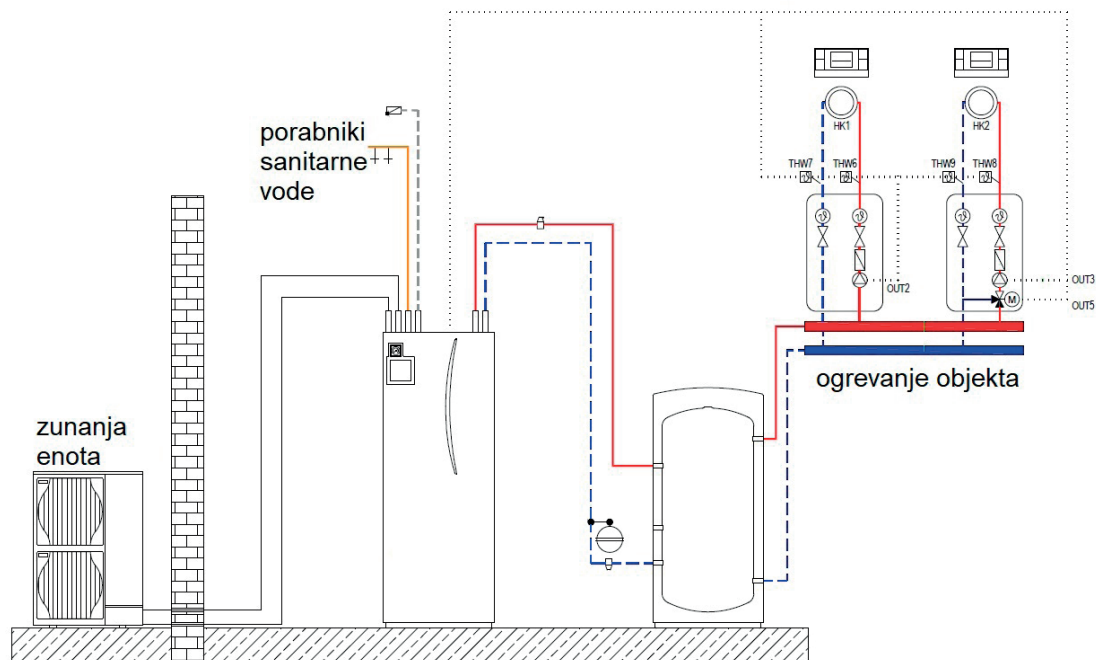 porabniki
sanitarne
vode
HK1
HK2
THW7
THW6
THW9
THW8
OUT2
OUT3
M
OUT5
ogrevanje objekta
zunanja
enota